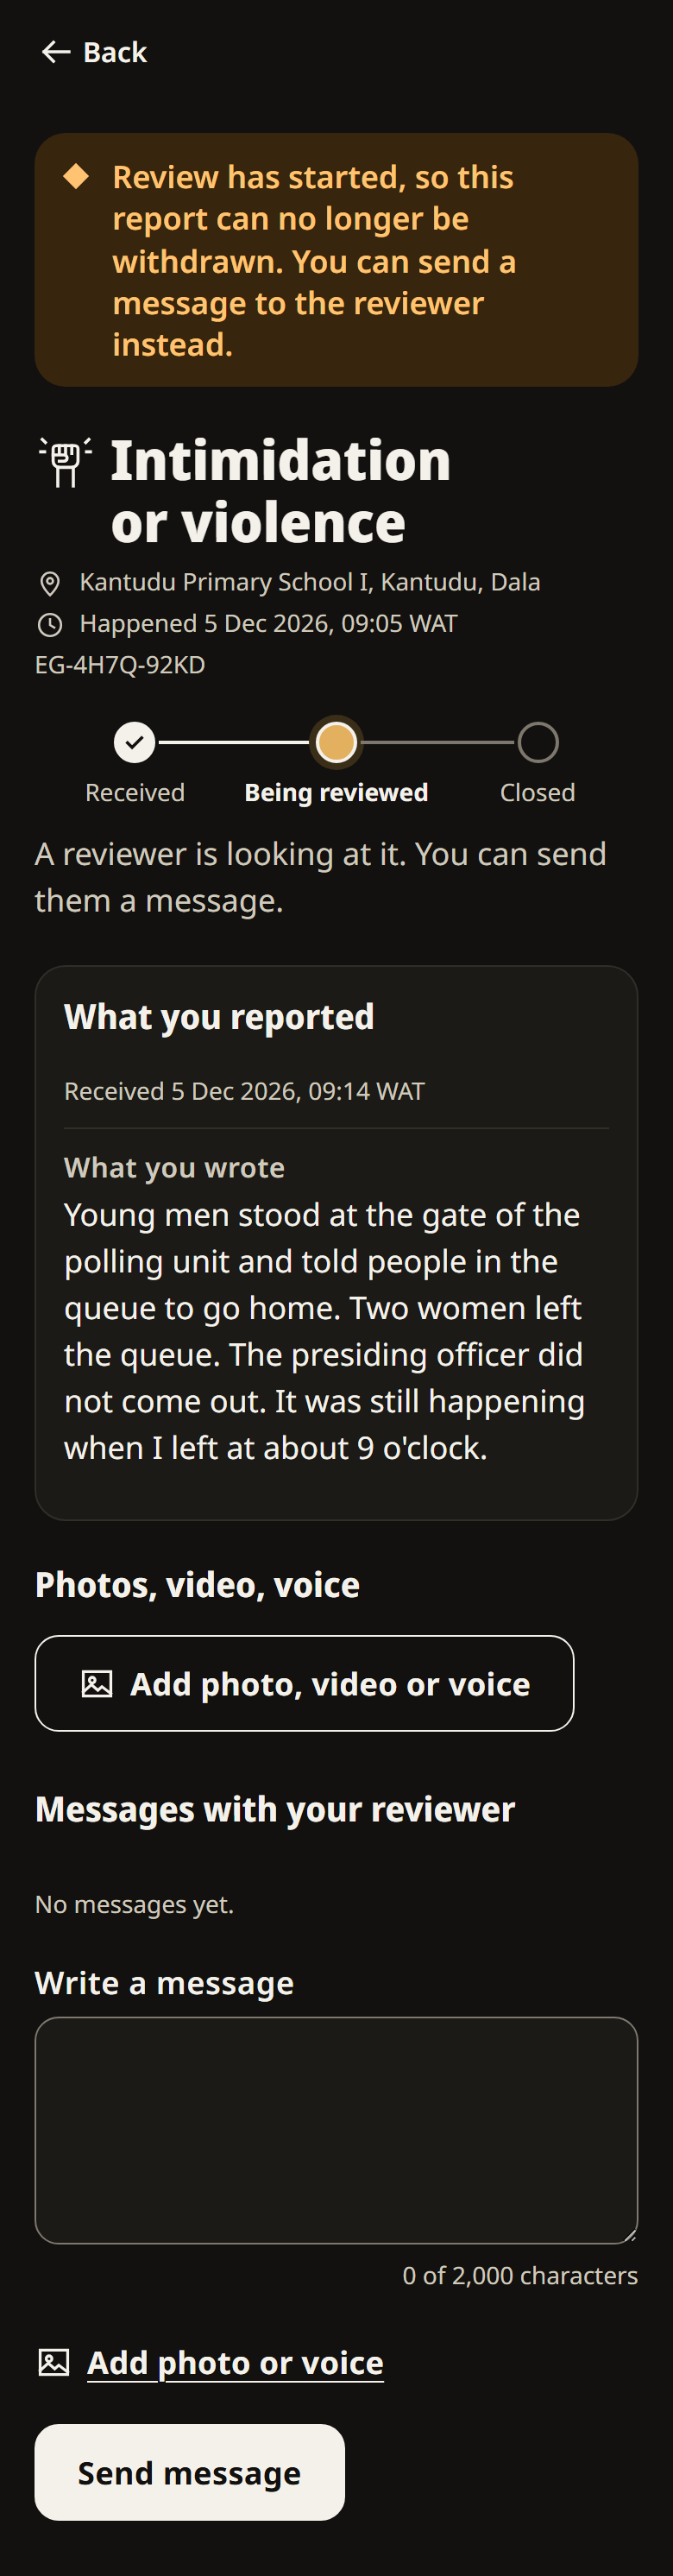 Back
Review has started, so this
report can no longer be
withdrawn. You can send a
message to the reviewer
instead.
Intimidation
or violence
Kantudu Primary School I, Kantudu, Dala
Happened 5 Dec 2026, 09:05 WAT
EG-4H7Q-92KD
Received Being reviewed Closed
A reviewer is looking at it. You can send
them a message.
What you reported
Received 5 Dec 2026, 09:14 WAT
What you wrote
Young men stood at the gate of the
polling unit and told people in the
queue to go home. Two women left
the queue. The presiding officer did
not come out. It was still happening
when I left at about 9 o'clock.
Photos, video, voice
Add photo, video or voice
Messages with your reviewer
No messages yet.
Write a message
0 of 2,000 characters
Add photo or voice
Send message